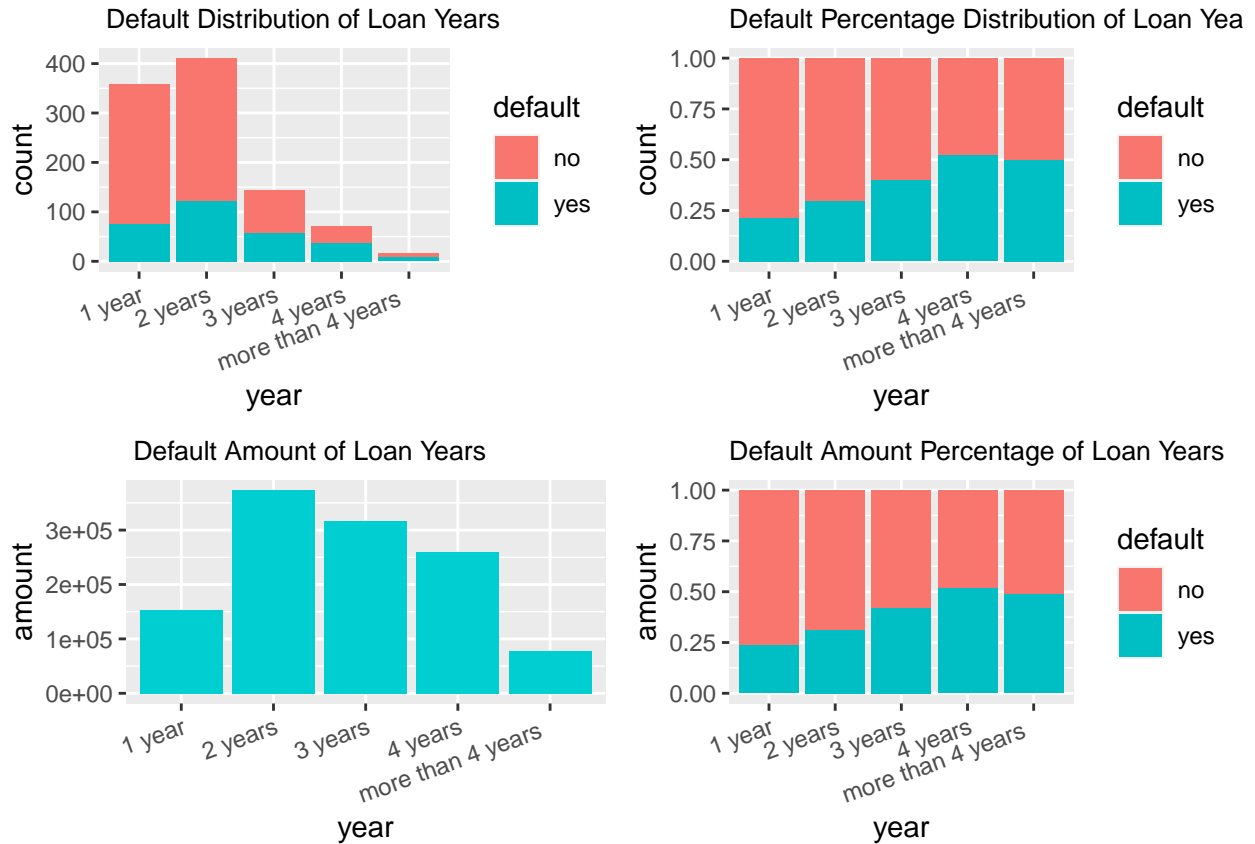 Default Distribution of Loan Years
count
400
300
200
100
0
1 year
2 years
3 years
4 years
more than 4 years
year
default
no
yes
Default Percentage Distribution of Loan Yea
count
1.00
0.75
0.50
0.25
0.00
1 year
2 years
3 years
4 years
more than 4 years
year
default
no
yes
Default Amount of Loan Years
amount
3e+05
2e+05
1e+05
0e+00
1 year
2 years
3 years
4 years
more than 4 years
year
Default Amount Percentage of Loan Years
amount
1.00
0.75
0.50
0.25
0.00
1 year
2 years
3 years
4 years
more than 4 years
year
default
no
yes